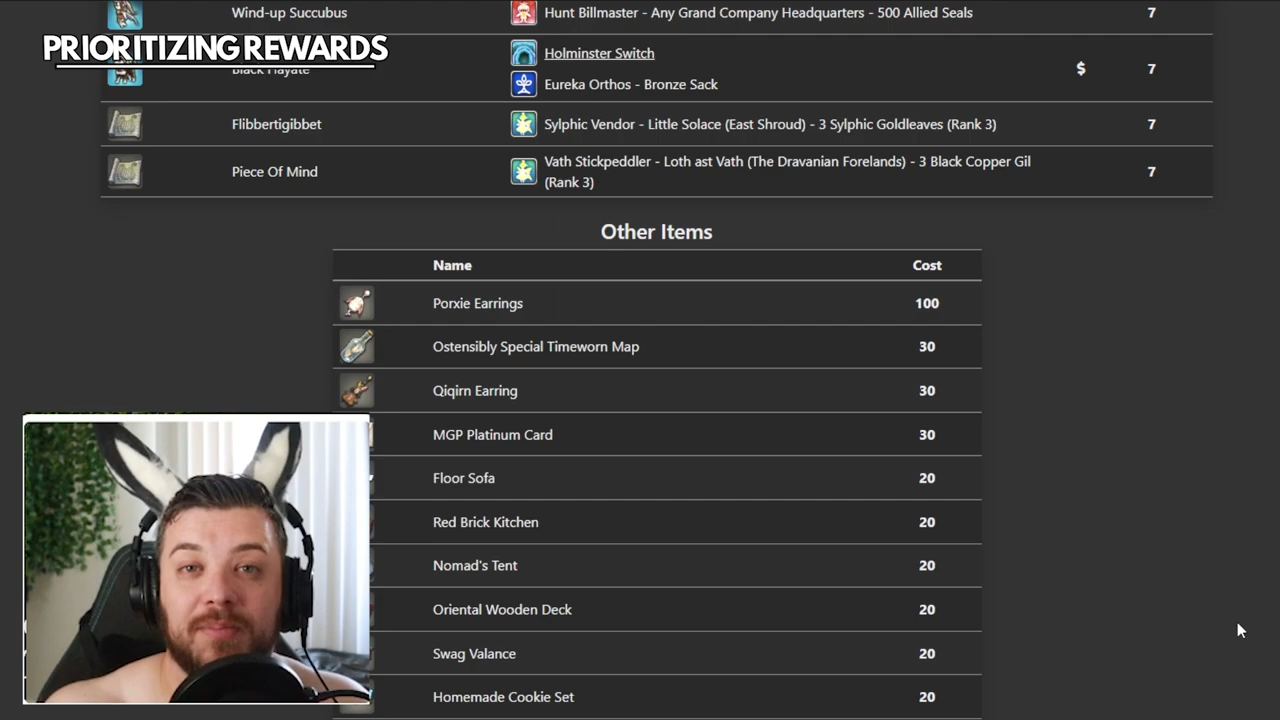 Wind-up Succubus Hunt Billmaster - Any Grand Company Headquarters - 500 Allied Seals 7
PRIORITIZING REWARDS
Holminster Switch
Black Hayate $ 7
Eureka Orthos - Bronze Sack
Flibbertigibbet Sylphic Vendor - Little Solace (East Shroud) - 3 Sylphic Goldleaves (Rank 3) 7
Vath Stickpeddler - Loth ast Vath (The Dravanian Forelands) - 3 Black Copper Gil
Piece Of Mind 7
(Rank 3)
Other Items
Name Cost
Porxie Earrings 100
Ostensibly Special Timeworn Map 30
Qiqirn Earring 30
MGP Platinum Card 30
Floor Sofa 20
Red Brick Kitchen 20
Nomad's Tent 20
Oriental Wooden Deck 20
Swag Valance 20
Homemade Cookie Set 20